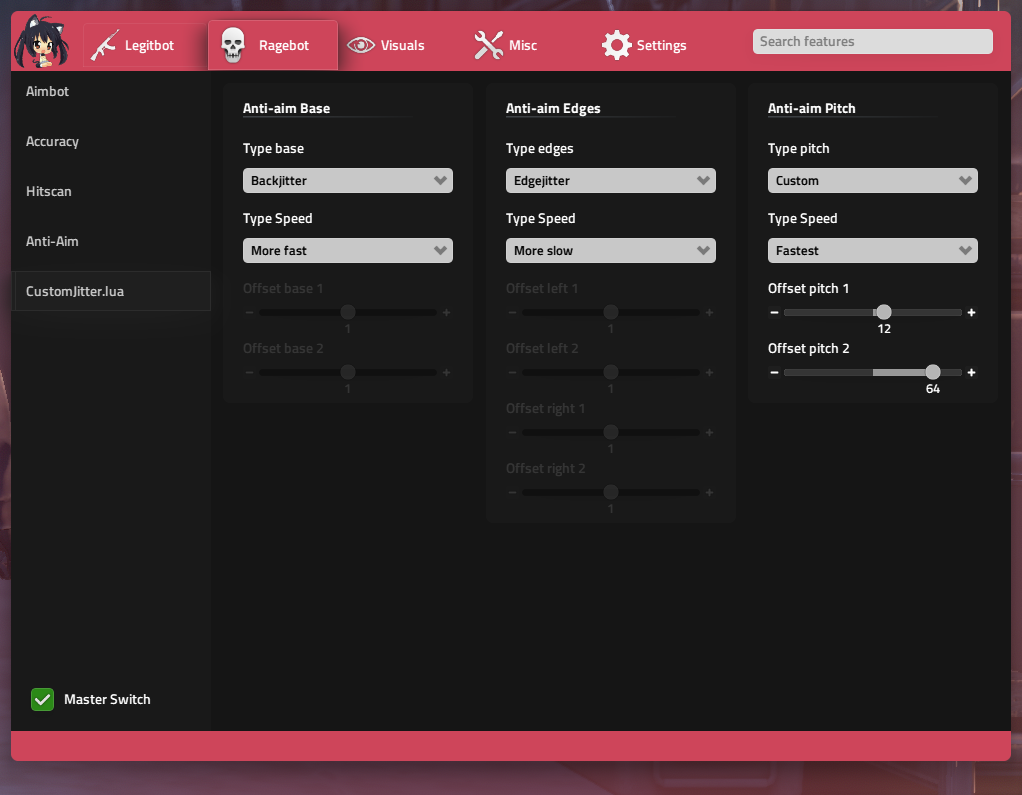 Legitbot
Ragebot
Visuals
Misc
Settings
Search features
Aimbot
Accuracy
Hitscan
Anti-Aim
CustomJitter.lua
Master Switch
Anti-aim Base
Type base
Backjitter
Type Speed
More fast
Offset base 1
1
Offset base 2
1
Anti-aim Edges
Type edges
Edgejitter
Type Speed
More slow
Offset left 1
1
Offset left 2
1
Offset right 1
1
Offset right 2
1
Anti-aim Pitch
Type pitch
Custom
Type Speed
Fastest
Offset pitch 1
12
Offset pitch 2
64